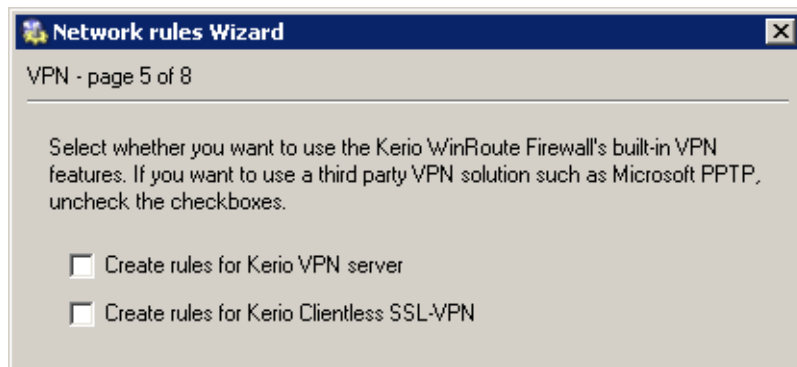 Network rules Wizard
VPN - page 5 of 8
Select whether you want to use the Kerio WinRoute Firewall's built-in VPN
features. If you want to use a third party VPN solution such as Microsoft PPTP,
uncheck the checkboxes.
Create rules for Kerio VPN server
Create rules for Kerio Clientless SSL-VPN